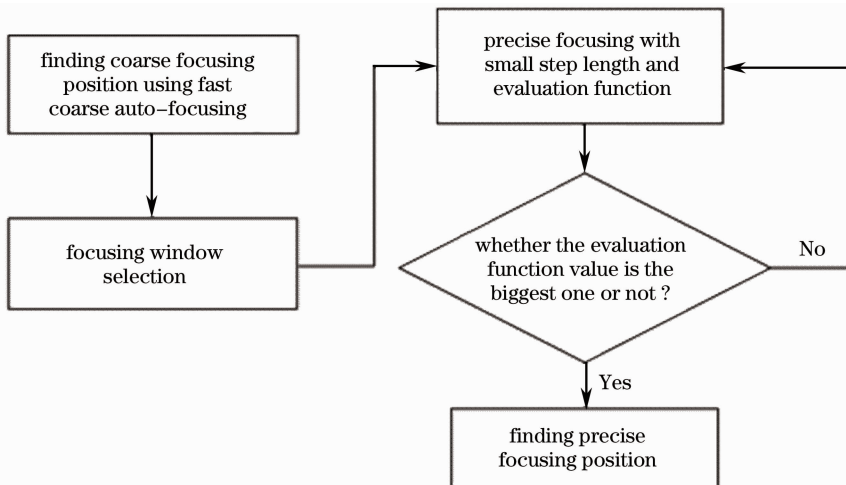 finding coarse focusing
position using fast
coarse auto-focusing
focusing window
selection
precise focusing with
small step length and
evaluation function
whether the evaluation
function value is the
biggest one or not ?
No
Yes
finding precise
focusing position